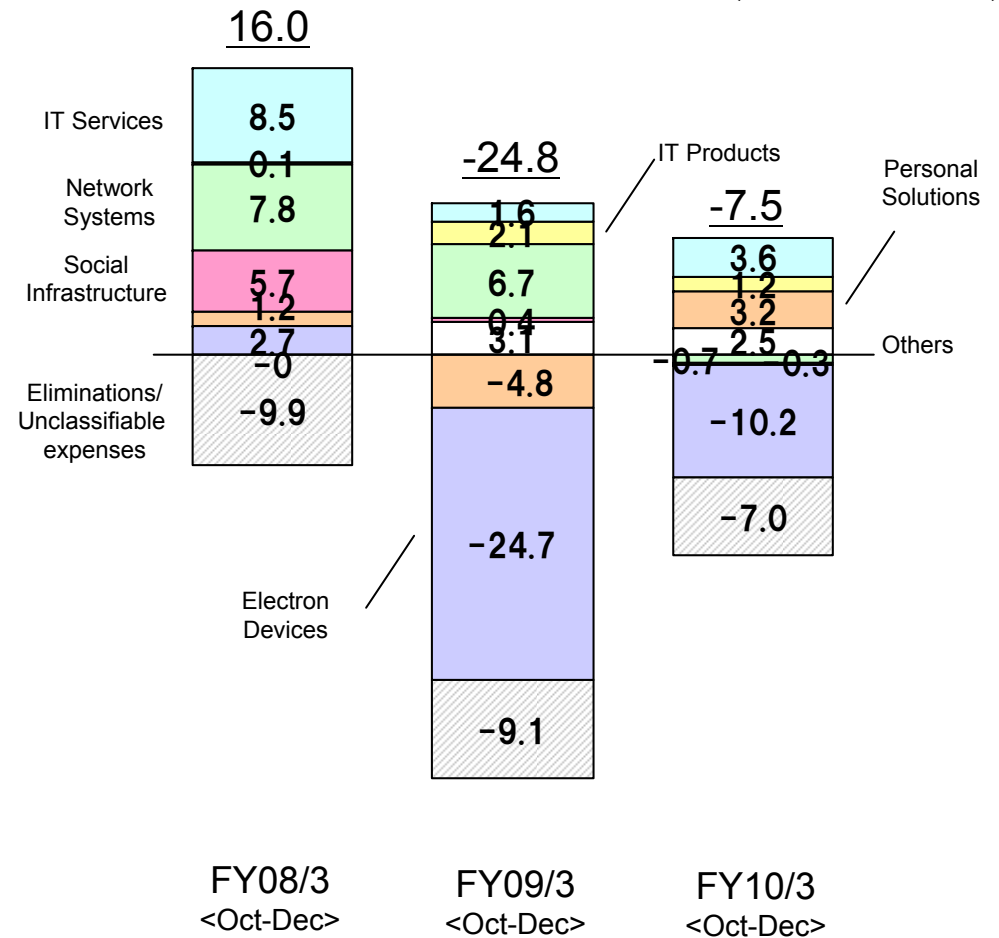 16.0
IT Services
8.5
0.1
Network
Systems
7.8
Social
Infrastructure
5.7
1.2
2.7
-0
Eliminations/
Unclassifiable
expenses
-9.9
-24.8
IT Products
1.6
2.1
6.7
0.4
3.1
-4.8
-24.7
Electron
Devices
-9.1
-7.5
Personal
Solutions
3.6
1.2
3.2
2.5
Others
-0.7
-0.3
-10.2
-7.0
FY08/3
<Oct-Dec>
FY09/3
<Oct-Dec>
FY10/3
<Oct-Dec>